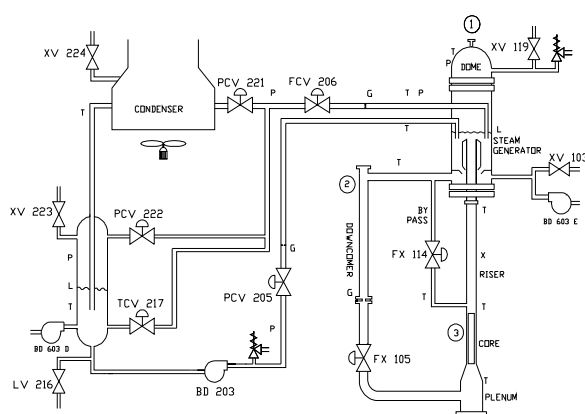 1
XV 224
XV 119
T
P
DOME
PCV 221
FCV 206
CONDENSER
P
G
T
P
T
T
L
STEAM
GENERATOR
XV 103
T
2
XV 223
PCV 222
BY
PASS
T
BD 603 E
P
DOWNCOMER
G
FX 114
X
RISER
L
T
TCV 217
PCV 205
G
T
T
P
3
CORE
BD 603 D
FX 105
LV 216
BD 203
T
PLENUM